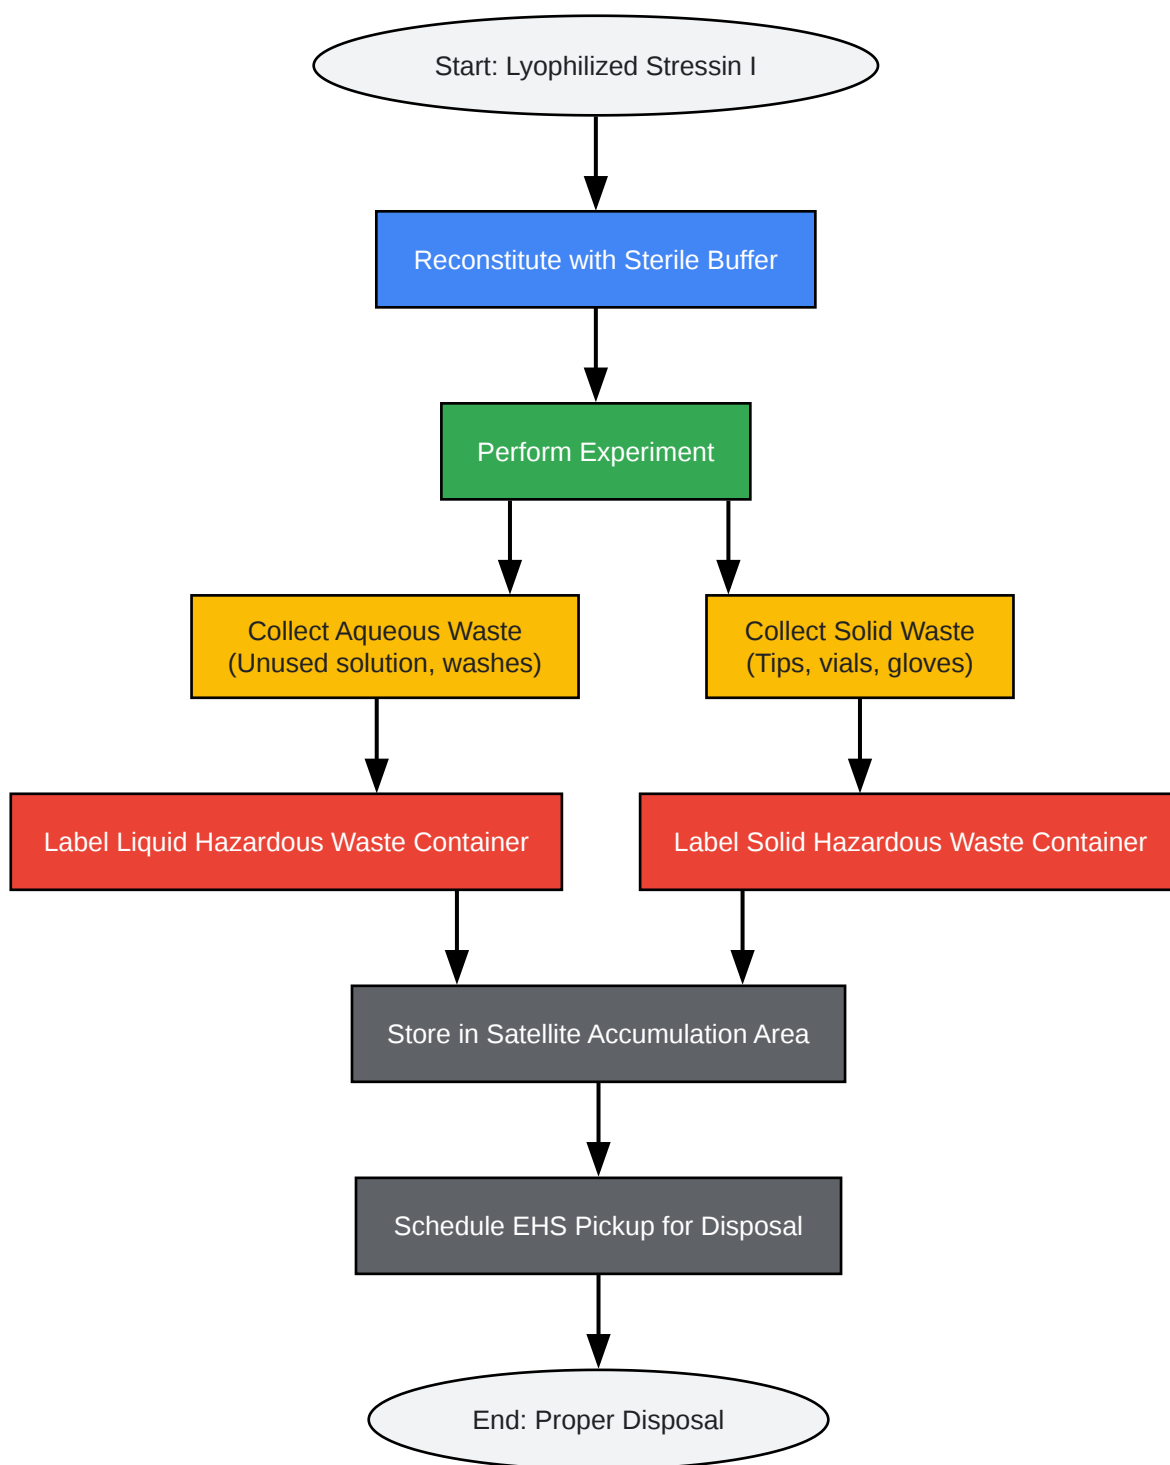 Start: Lyophilized Stressin I
Reconstitute with Sterile Buffer
Perform Experiment
Collect Aqueous Waste
(Unused solution, washes)
Collect Solid Waste
(Tips, vials, gloves)
Label Liquid Hazardous Waste Container
Label Solid Hazardous Waste Container
Store in Satellite Accumulation Area
Schedule EHS Pickup for Disposal
End: Proper Disposal